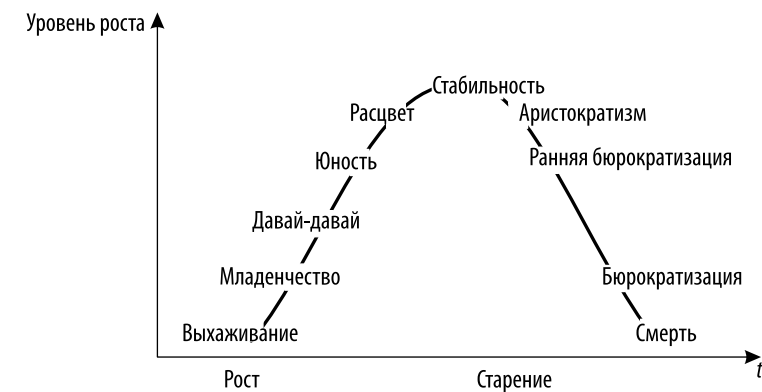 Уровень роста
Стабильность
Расцвет
Аристократизм
Юность
Ранняя бюрократизация
Давай-давай
Младенчество
Бюрократизация
Выхаживание
Смерть
t
Рост
Старение